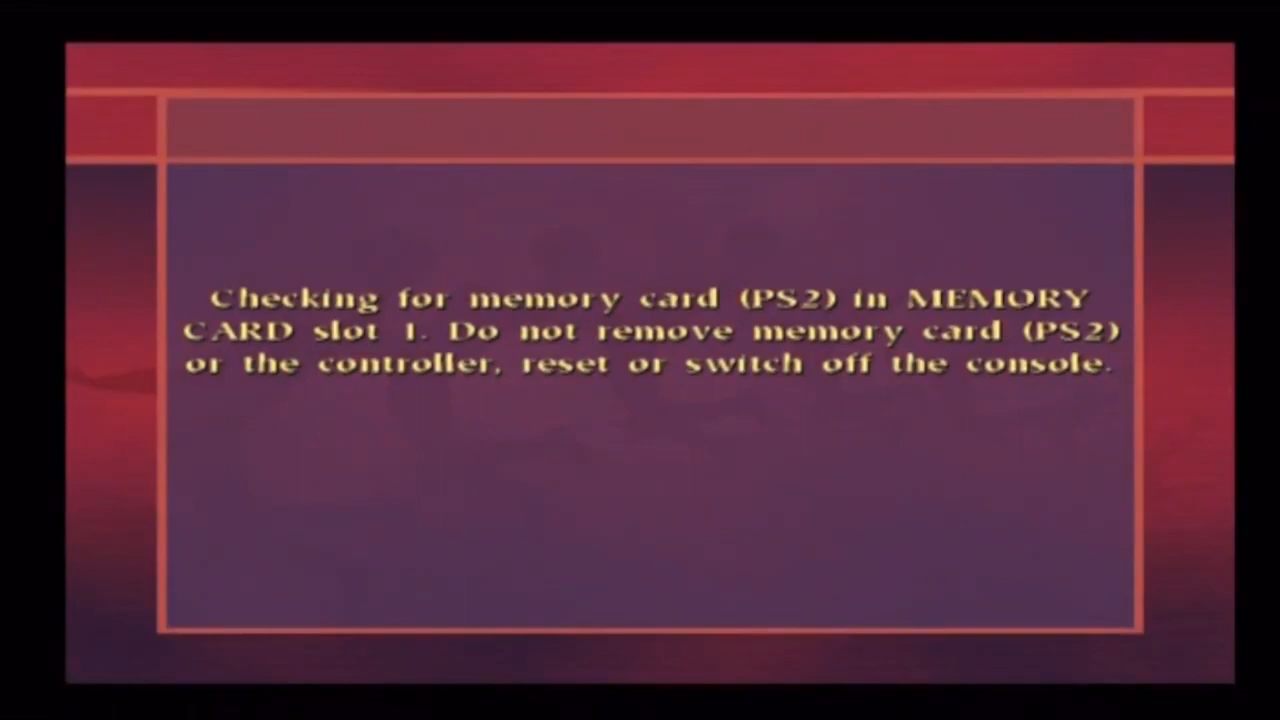 Checking for memory card (PS2) in MEMORY
CARD slot 1. Do not remove memory card (PS2)
or the controller, reset or switch off the console.